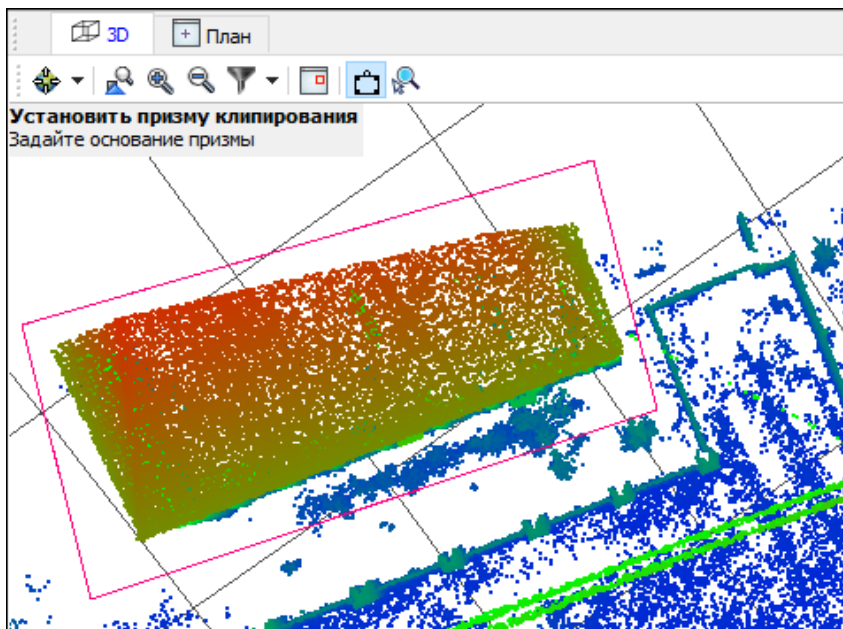 3D
План
Установить призму клипирования
Задайте основание призмы